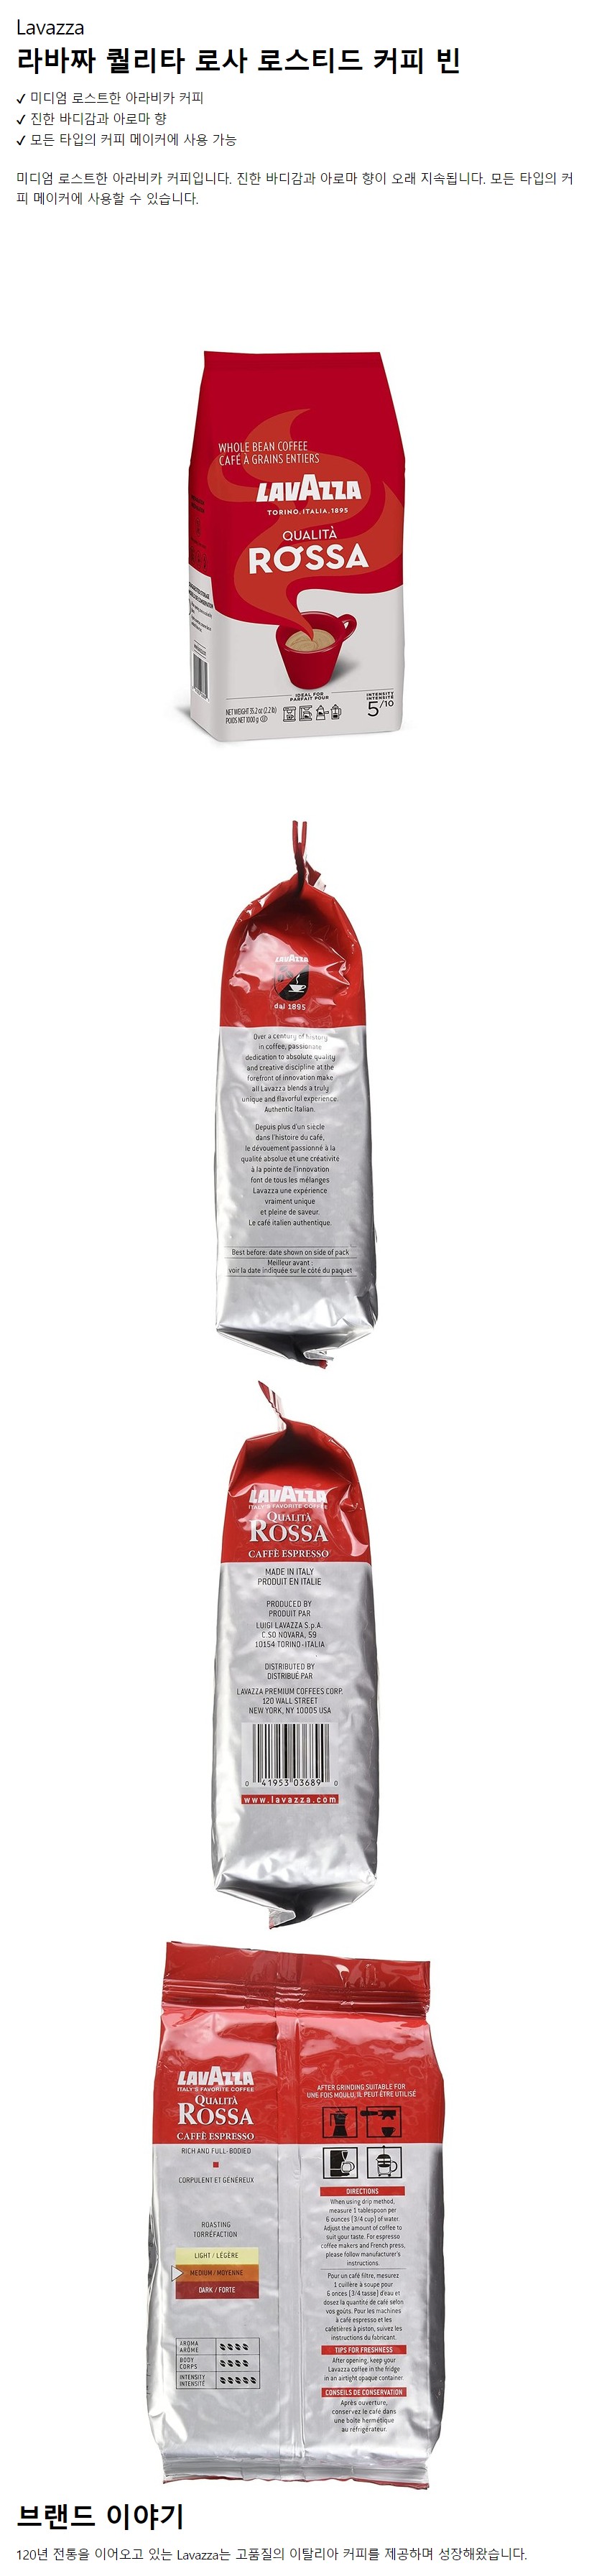 Lavazza
라바짜 퀄리타 로사 로스티드 커피 빈
✓ 미디엄 로스트한 아라비카 커피
✓ 진한 바디감과 아로마 향
✓ 모든 타입의 커피 메이커에 사용 가능
미디엄 로스트한 아라비카 커피입니다. 진한 바디감과 아로마 향이 오래 지속됩니다. 모든 타입의 커
피 메이커에 사용할 수 있습니다.
WHOLE BEAN COFFEE
CAFÉ À GRAINS ENTIERS
LAVAZZA
TORINO, ITALIA, 1895
QUALITÀ
ROSSA
IDEAL FOR
PARFAIT POUR
NET WEIGHT 35.2 oz (2.2 lb)
POIDS NET 1000 g
INTENSITY
INTENSITÉ
5/10
LAVAZZA
dal 1895
Over a century of history
in coffee, passionate
dedication to absolute quality
and creative discipline at the
forefront of innovation make
all Lavazza blends a truly
unique and flavorful experience.
Authentic Italian.
Depuis plus d'un siècle
dans l'histoire du café,
le dévouement passionné à la
qualité absolue et une créativité
à la pointe de l'innovation
font de tous les mélanges
Lavazza une expérience
vraiment unique
et pleine de saveur.
Le café italien authentique.
Best before: date shown on side of pack
Meilleur avant :
voir la date indiquée sur le côté du paquet
LAVAZZA
ITALY'S FAVORITE COFFEE
QUALITÀ
ROSSA
CAFFÈ ESPRESSO
MADE IN ITALY
PRODUIT EN ITALIE
PRODUCED BY
PRODUIT PAR
LUIGI LAVAZZA S.p.A.
C.SO NOVARA, 59
10154 TORINO-ITALIA
DISTRIBUTED BY
DISTRIBUÉ PAR
LAVAZZA PREMIUM COFFEES CORP.
120 WALL STREET
NEW YORK, NY 10005 USA
0 41953 03689 0
www.lavazza.com
LAVAZZA
ITALY'S FAVORITE COFFEE
QUALITÀ
ROSSA
CAFFÈ ESPRESSO
RICH AND FULL-BODIED
CORPULENT ET GÉNÉREUX
ROASTING
TORRÉFACTION
LIGHT / LÉGÈRE
MEDIUM / MOYENNE
DARK / FORTE
AROMA
ARÔME
BODY
CORPS
INTENSITY
INTENSITÉ
AFTER GRINDING SUITABLE FOR
UNE FOIS MOULU, IL PEUT ÊTRE UTILISÉ
DIRECTIONS
When using drip method,
measure 1 tablespoon per
6 ounces (3/4 cup) of water.
Adjust the amount of coffee to
suit your taste. For espresso
coffee makers and French press,
please follow manufacturer's
instructions.
Pour un café filtre, mesurez
1 cuillère à soupe pour
6 onces (3/4 tasse) d'eau et
dosez la quantité de café selon
vos goûts. Pour les machines
à café espresso et les
cafetières à piston, suivez les
instructions du fabricant.
TIPS FOR FRESHNESS
After opening, keep your
Lavazza coffee in the fridge
in an airtight opaque container.
CONSEILS DE CONSERVATION
Après ouverture,
conservez le café dans
une boîte hermétique
au réfrigérateur.
브랜드 이야기
120년 전통을 이어오고 있는 Lavazza는 고품질의 이탈리아 커피를 제공하며 성장해왔습니다.